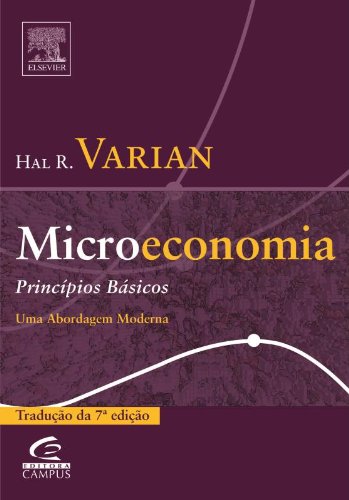 ELSEVIER
HAL R. VARIAN
Microeconomia
Princípios Básicos
Uma Abordagem Moderna
Tradução da 7ª edição
EDITORA
CAMPUS